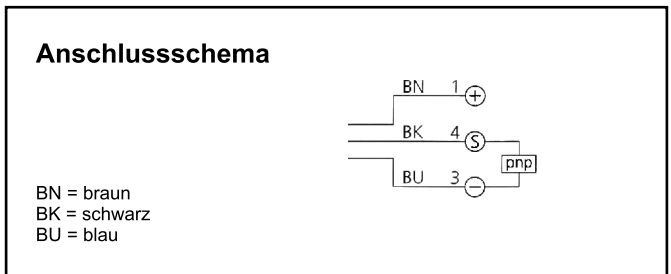 Anschlussschema
BN 1 +
BK 4 S
pnp
BU 3 −
BN = braun
BK = schwarz
BU = blau